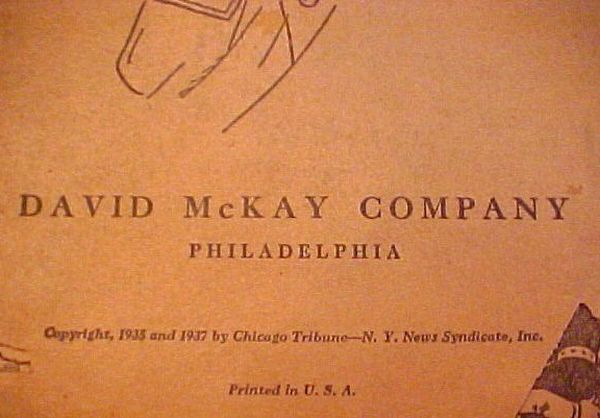 DAVID McKAY COMPANY
PHILADELPHIA
Copyright, 1935 and 1937 by Chicago Tribune—N. Y. News Syndicate, Inc.
Printed in U. S. A.